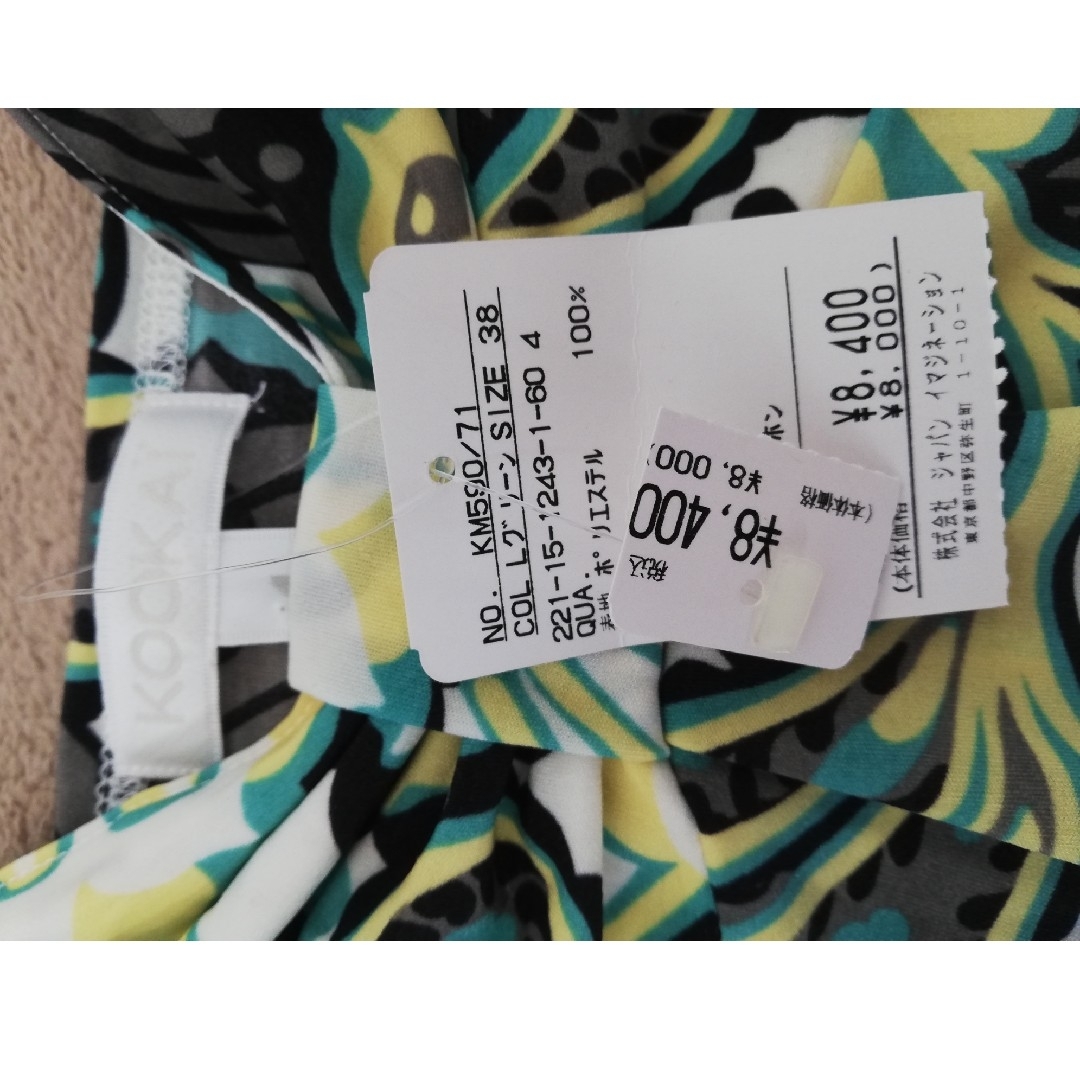 KOOKAI
NO. KM590/71
COL Lグリーン SIZE 38
221-15-1243-1-60 4
QUA.
表地 ポリエステル 100%
ボン
¥8,400
(本体価格 ¥8.000)
株式会社 ジャパン イマジネーション
東京都中野区弥生町 1-10-1
税込
¥8,400
(本体価格 ¥8,000)